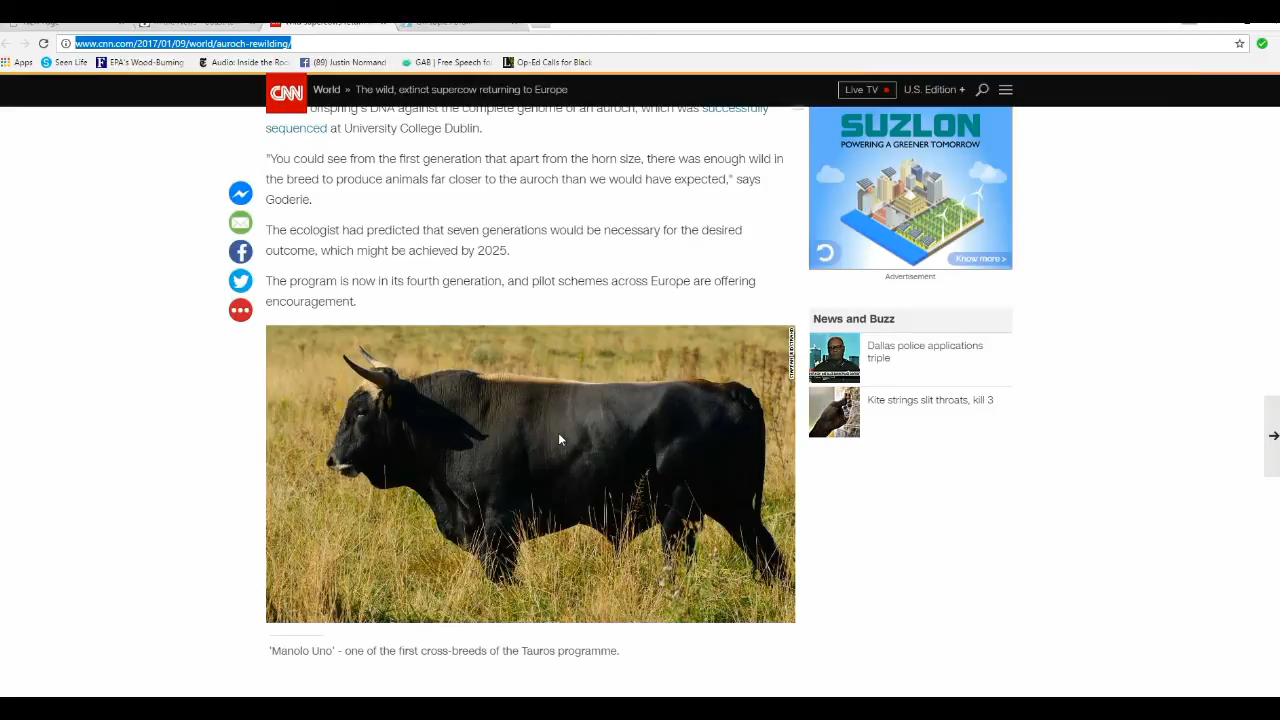 www.cnn.com/2017/01/09/world/auroch-rewilding/
Apps
Seen Life
EPA's Wood-Burning
Audio: Inside the Roc
(89) Justin Normand
GAB | Free Speech fo
Op-Ed Calls for Black
CNN
World » The wild, extinct supercow returning to Europe
Live TV
U.S. Edition +
offspring's DNA against the complete genome of an auroch, which was successfully
sequenced at University College Dublin.
"You could see from the first generation that apart from the horn size, there was enough wild in
the breed to produce animals far closer to the auroch than we would have expected," says
Goderie.
The ecologist had predicted that seven generations would be necessary for the desired
outcome, which might be achieved by 2025.
The program is now in its fourth generation, and pilot schemes across Europe are offering
encouragement.
'Manolo Uno' - one of the first cross-breeds of the Tauros programme.
SUZLON
POWERING A GREENER TOMORROW
Know more >
Advertisement
News and Buzz
Dallas police applications
triple
Kite strings slit throats, kill 3